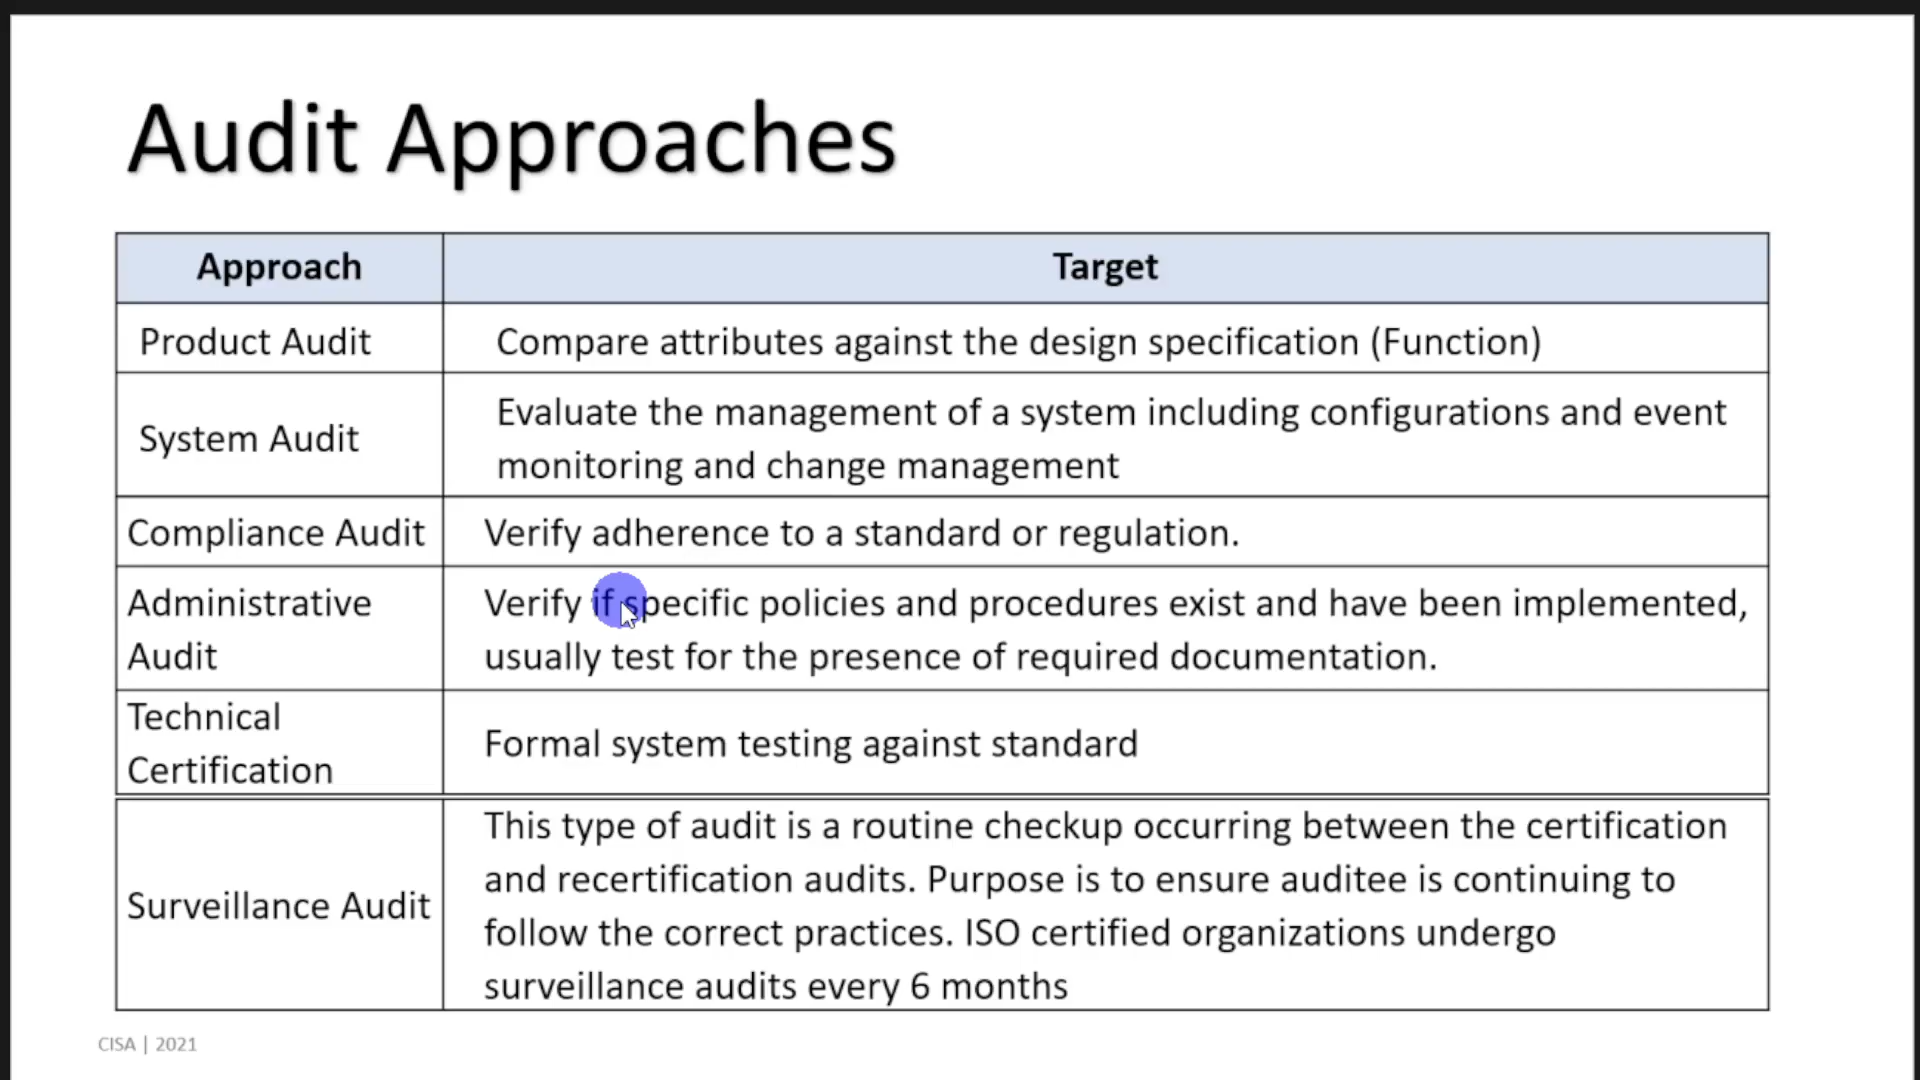 Audit Approaches
Approach
Target
Product Audit
Compare attributes against the design specification (Function)
System Audit
Evaluate the management of a system including configurations and event
monitoring and change management
Compliance Audit
Verify adherence to a standard or regulation.
Administrative
Audit
Verify if specific policies and procedures exist and have been implemented,
usually test for the presence of required documentation.
Technical
Certification
Formal system testing against standard
Surveillance Audit
This type of audit is a routine checkup occurring between the certification
and recertification audits. Purpose is to ensure auditee is continuing to
follow the correct practices. ISO certified organizations undergo
surveillance audits every 6 months
CISA | 2021